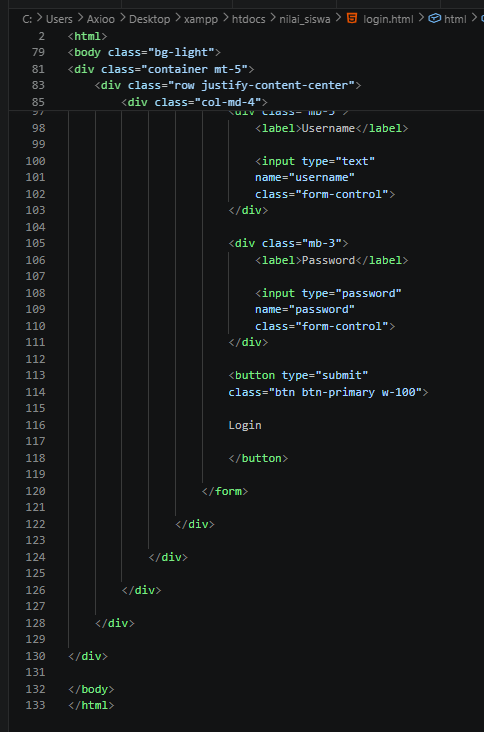 C: > Users > Axioo > Desktop > xampp > htdocs > nilai_siswa > login.html > html >
2 <html>
79 <body class="bg-light">
81 <div class="container mt-5">
83 <div class="row justify-content-center">
85 <div class="col-md-4">
97 <div class="mb-3">
98 <label>Username</label>
99
100 <input type="text"
101 name="username"
102 class="form-control">
103 </div>
104
105 <div class="mb-3">
106 <label>Password</label>
107
108 <input type="password"
109 name="password"
110 class="form-control">
111 </div>
112
113 <button type="submit"
114 class="btn btn-primary w-100">
115
116 Login
117
118 </button>
119
120 </form>
121
122 </div>
123
124 </div>
125
126 </div>
127
128 </div>
129
130 </div>
131
132 </body>
133 </html>